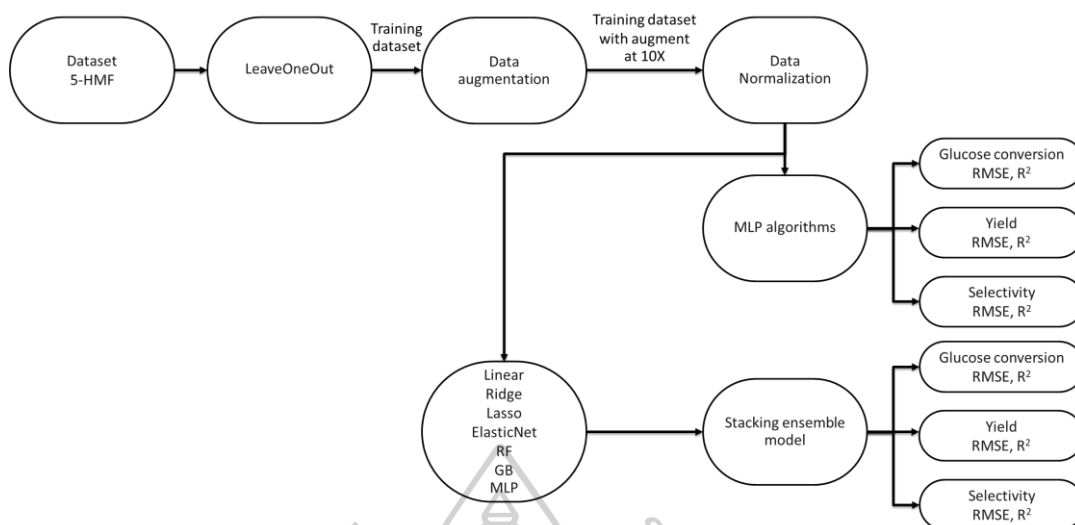 Dataset
5-HMF
LeaveOneOut
Training
dataset
Data
augmentation
Training dataset
with augment
at 10X
Data
Normalization
MLP algorithms
Glucose conversion
RMSE, R²
Yield
RMSE, R²
Selectivity
RMSE, R²
Linear
Ridge
Lasso
ElasticNet
RF
GB
MLP
Stacking ensemble
model
Glucose conversion
RMSE, R²
Yield
RMSE, R²
Selectivity
RMSE, R²